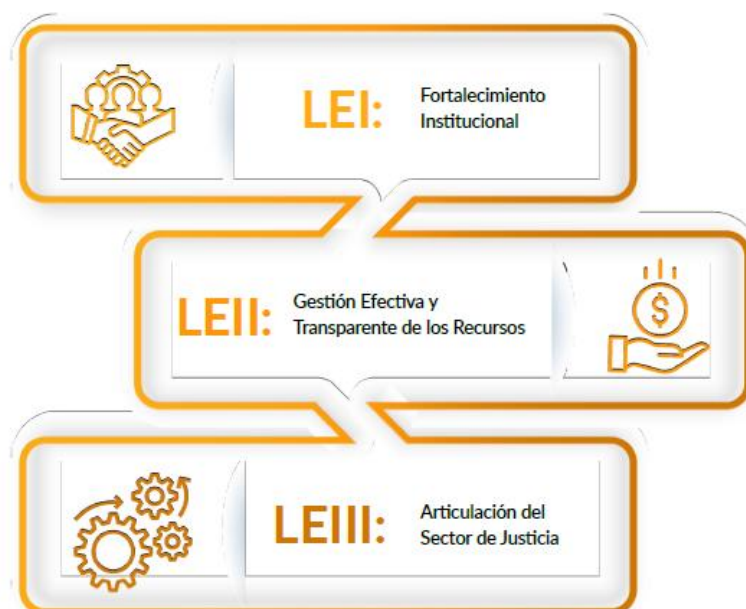 LEI:
Fortalecimiento
Institucional
LEII:
Gestión Efectiva y
Transparente de los Recursos
$
LEIII:
Articulación del
Sector de Justicia